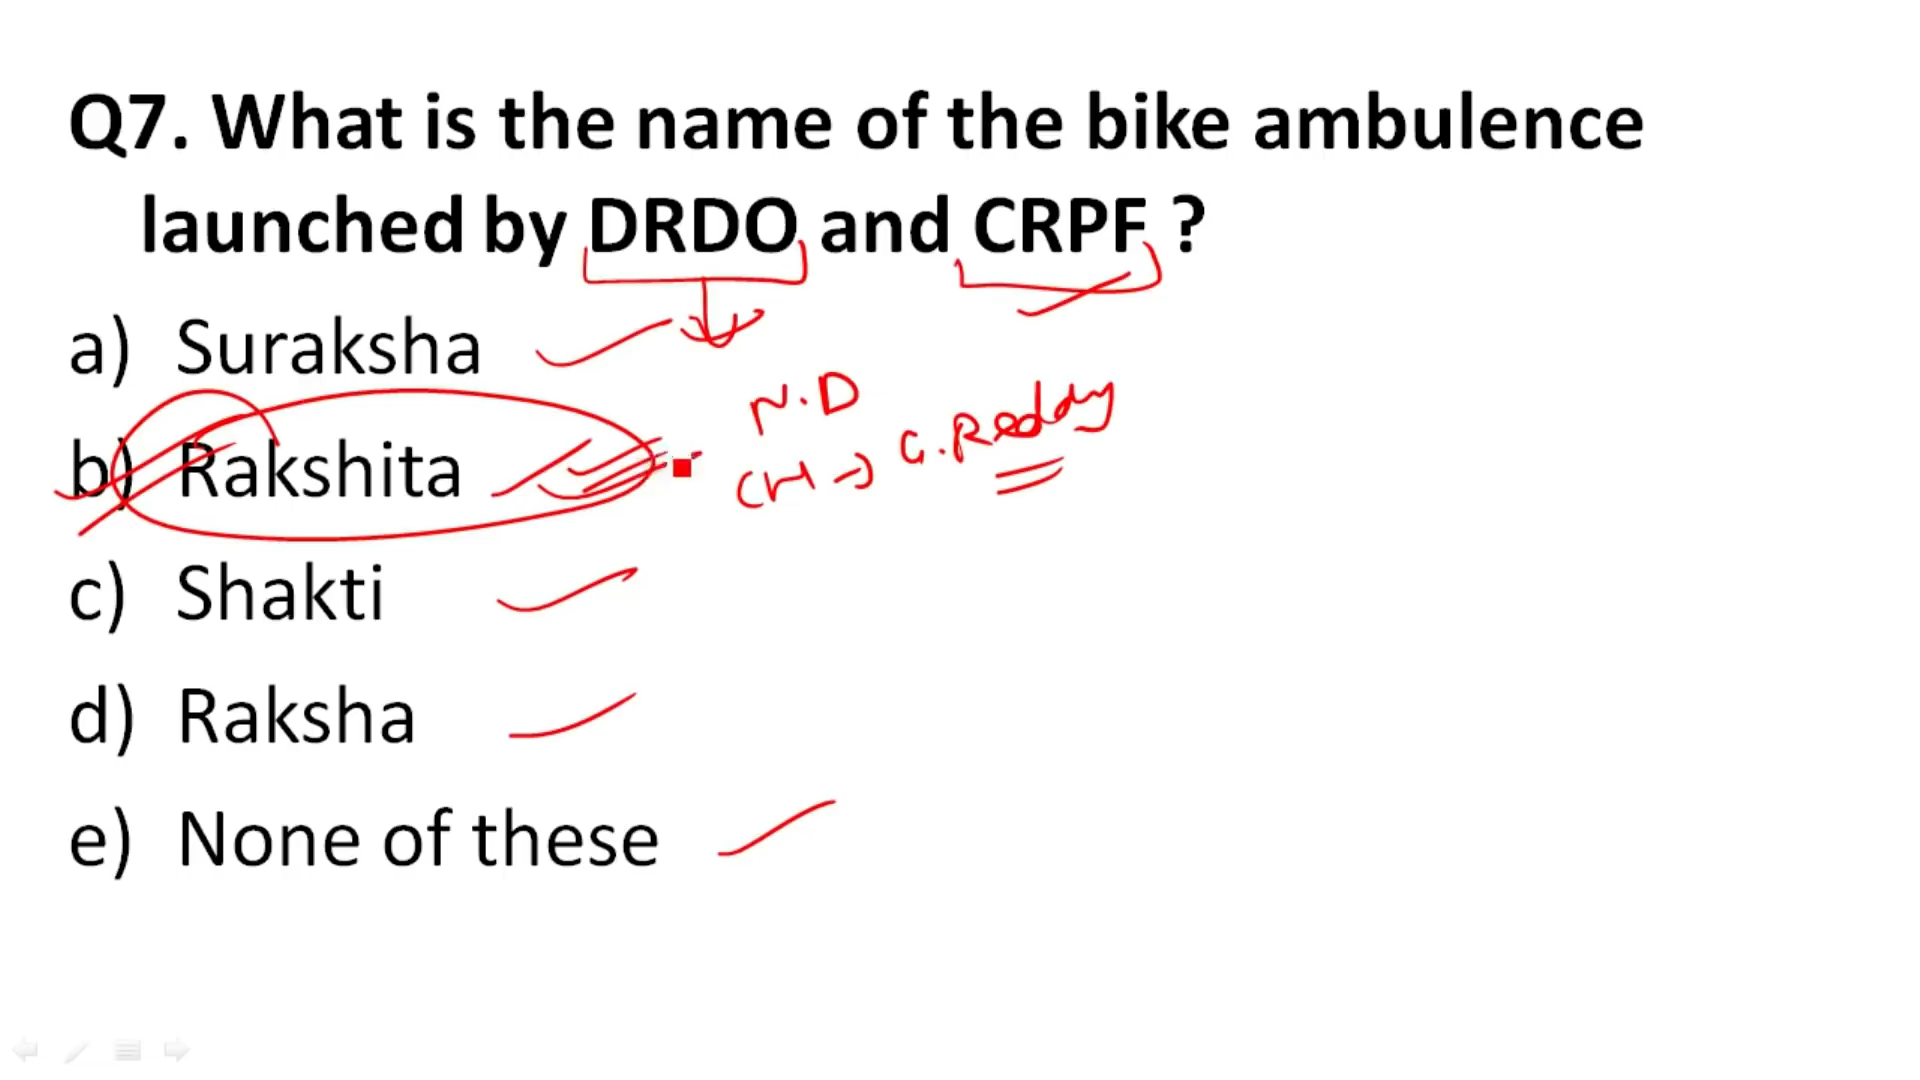 Q7. What is the name of the bike ambulence
launched by DRDO and CRPF ?
a) Suraksha
N.D
b) Rakshita
CH → G.Reddy
c) Shakti
d) Raksha
e) None of these